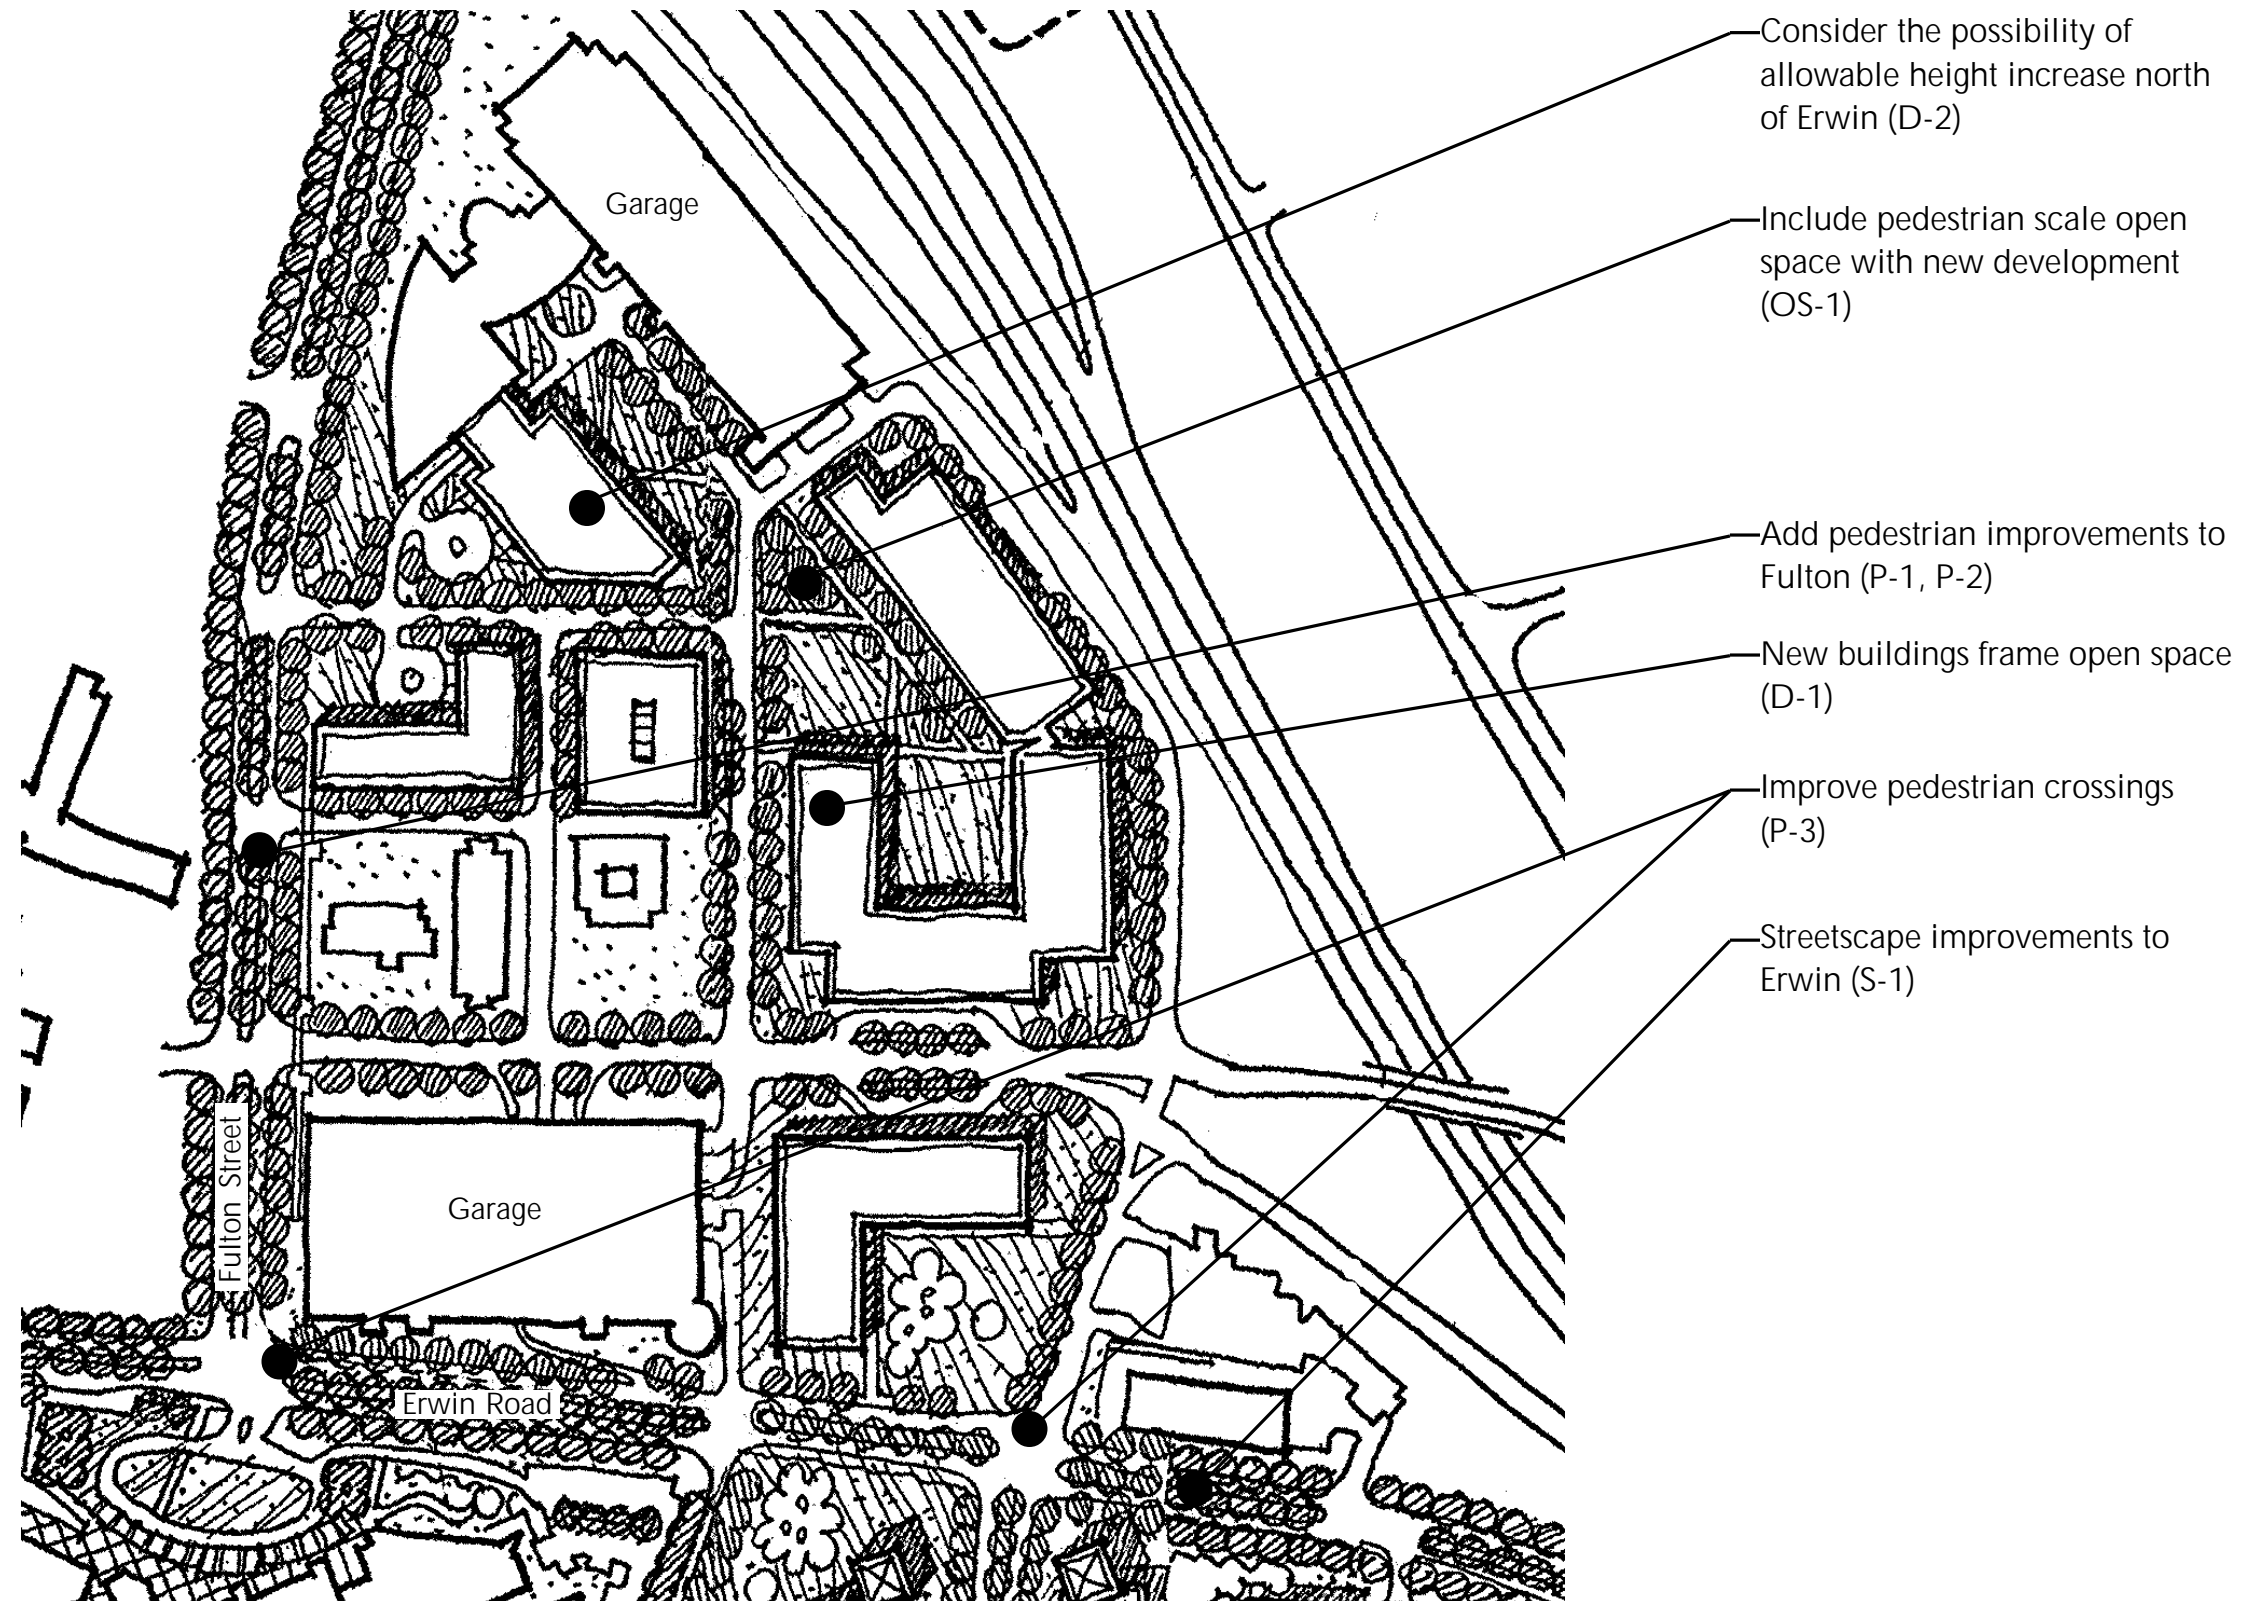 Consider the possibility of
allowable height increase north
of Erwin (D-2)
Garage
Include pedestrian scale open
space with new development
(OS-1)
Add pedestrian improvements to
Fulton (P-1, P-2)
New buildings frame open space
(D-1)
Improve pedestrian crossings
(P-3)
Streetscape improvements to
Erwin (S-1)
Fulton Street
Garage
Erwin Road